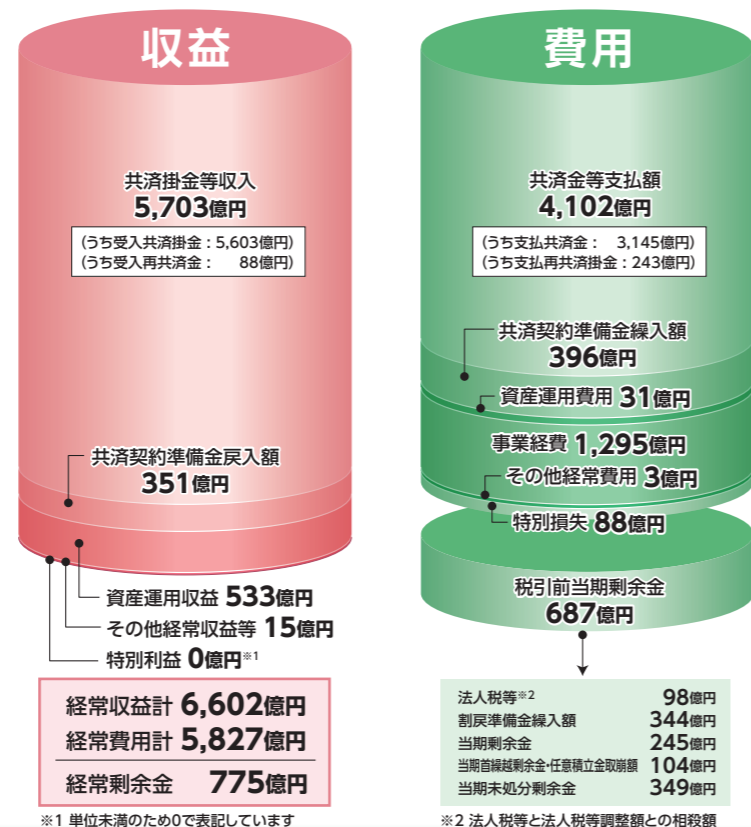 収益
共済掛金等収入
5,703億円
(うち受入共済掛金:5,603億円)
(うち受入再共済金: 88億円)
共済契約準備金戻入額
351億円
資産運用収益 533億円
その他経常収益等 15億円
特別利益 0億円※1
経常収益計 6,602億円
経常費用計 5,827億円
経常剰余金 775億円
※1 単位未満のため0で表記しています
費用
共済金等支払額
4,102億円
(うち支払共済金: 3,145億円)
(うち支払再共済掛金:243億円)
共済契約準備金繰入額
396億円
資産運用費用 31億円
事業経費 1,295億円
その他経常費用 3億円
特別損失 88億円
税引前当期剰余金
687億円
法人税等※2 98億円
割戻準備金繰入額 344億円
当期剰余金 245億円
当期首繰越剰余金・任意積立金取崩額 104億円
当期未処分剰余金 349億円
※2 法人税等と法人税等調整額との相殺額